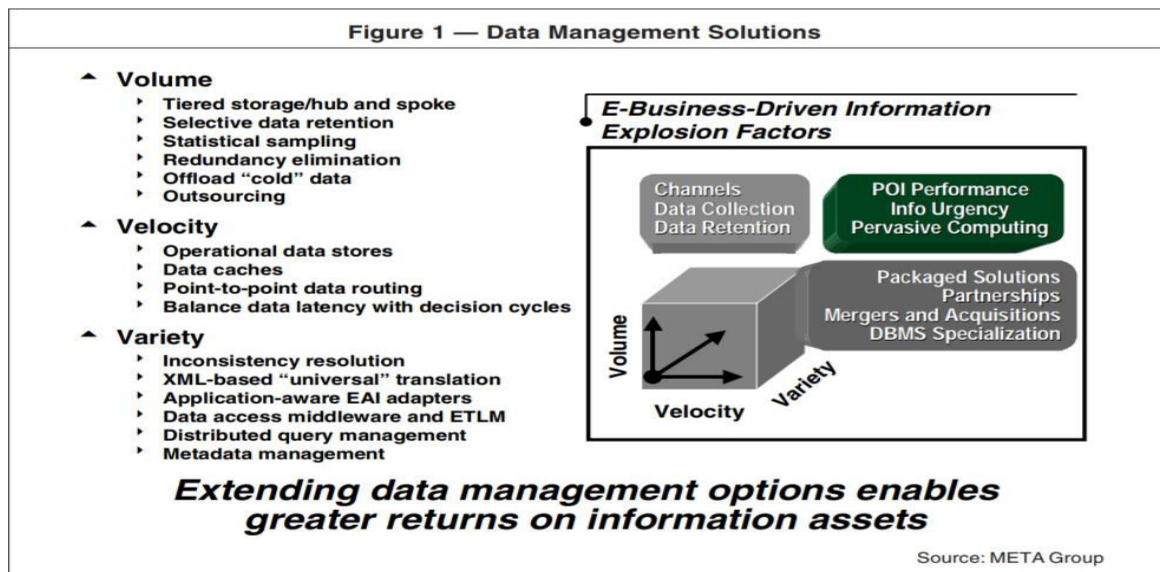 Figure 1 — Data Management Solutions
Volume
Tiered storage/hub and spoke
Selective data retention
Statistical sampling
Redundancy elimination
Offload “cold” data
Outsourcing
Velocity
Operational data stores
Data caches
Point-to-point data routing
Balance data latency with decision cycles
Variety
Inconsistency resolution
XML-based “universal” translation
Application-aware EAI adapters
Data access middleware and ETLM
Distributed query management
Metadata management
E-Business-Driven Information
Explosion Factors
Channels
Data Collection
Data Retention
POI Performance
Info Urgency
Pervasive Computing
Packaged Solutions
Partnerships
Mergers and Acquisitions
DBMS Specialization
Volume
Velocity
Variety
Extending data management options enables
greater returns on information assets
Source: META Group